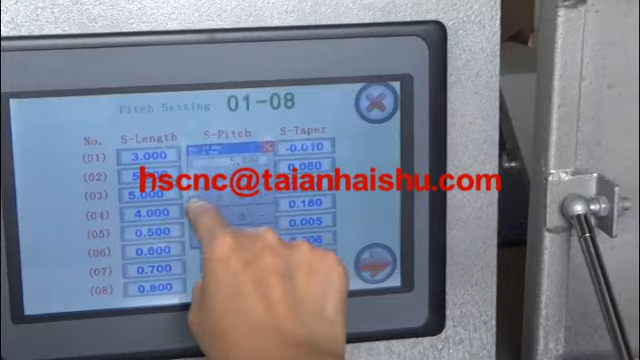 Pitch Setting 01-08
No. S-Length S-Pitch S-Taper
(01) 3.000 -0.010
(02) 0.080
hscnc@taianhaishu.com
(03) 5.000
(04) 4.000 0.180
(05) 0.500 0.005
(06) 0.600
(07) 0.700
(08) 0.800